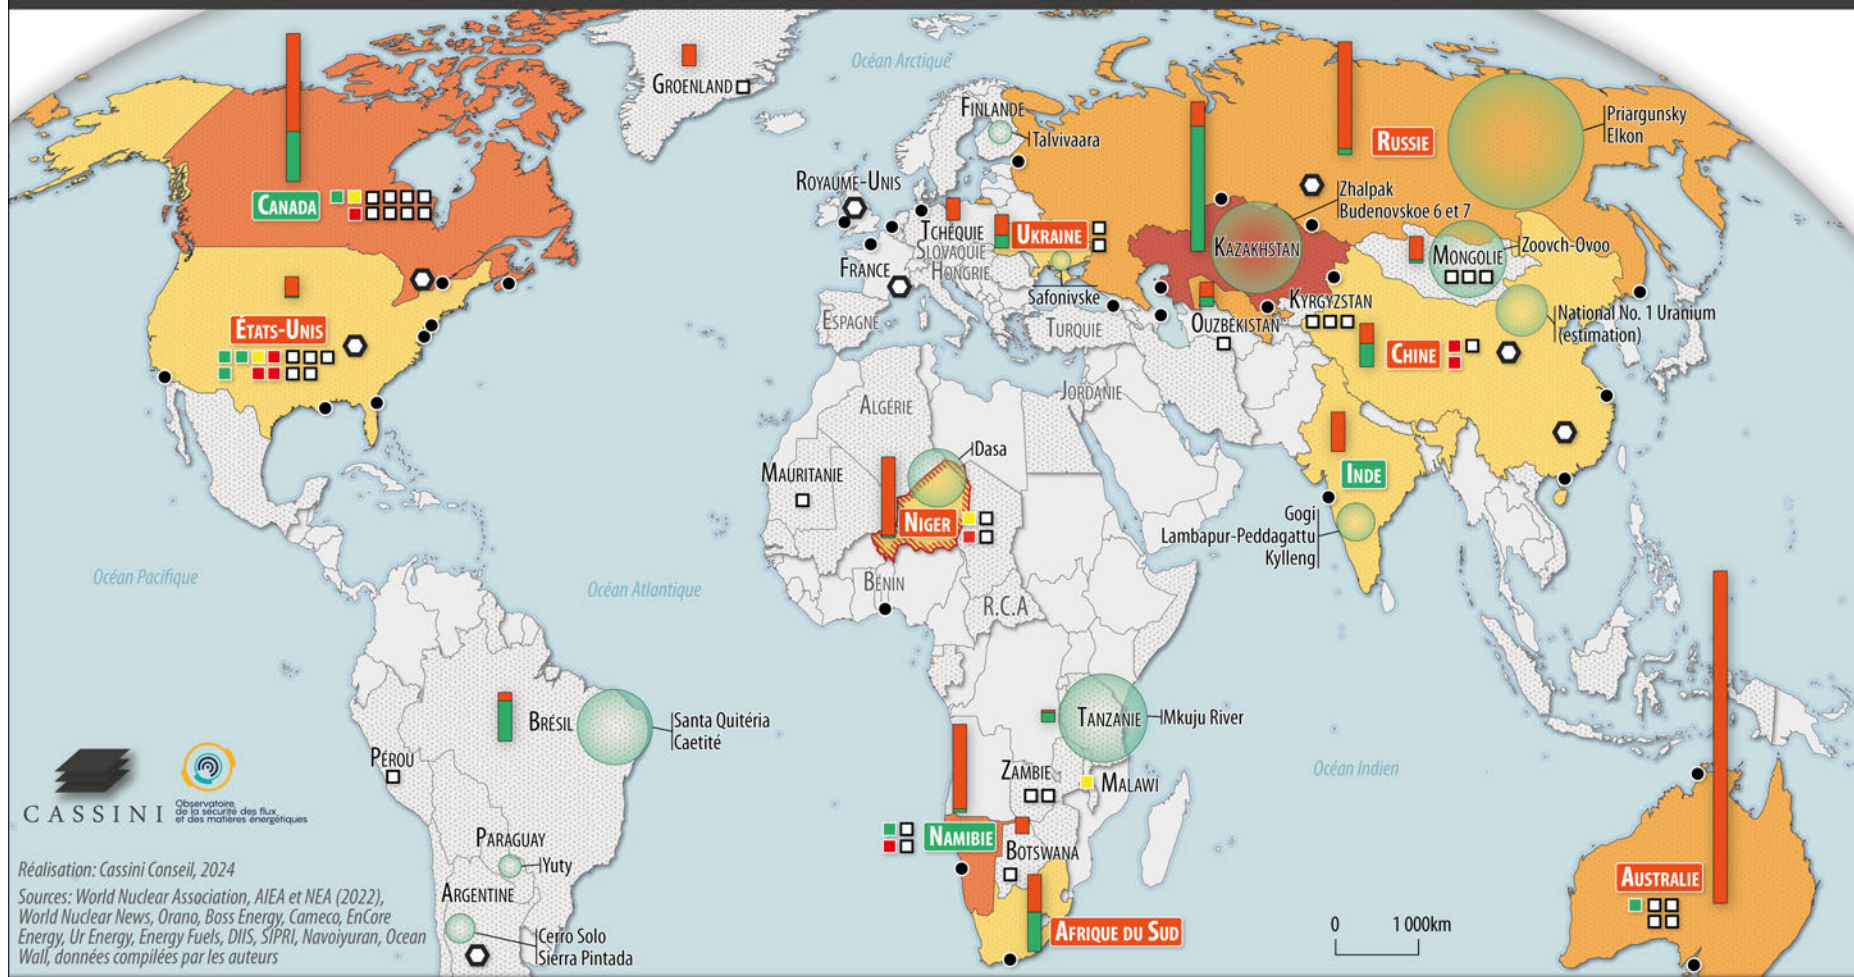 Océan Arctique
GROENLAND
FINLANDE
Talvivaara
Priargunsky
Elkon
RUSSIE
CANADA
ROYAUME-UNIS
Zhalpak
Budenovskoe 6 et 7
TCHÉQUIE
SLOVAQUIE
HONGRIE
UKRAINE
KAZAKHSTAN
MONGOLIE
Zoovch-Ovoo
FRANCE
Safonivske
KYRGYZSTAN
National No. 1 Uranium
(estimation)
ÉTATS-UNIS
ESPAGNE
TURQUIE
OUZBÉKISTAN
CHINE
ALGÉRIE
JORDANIE
Dasa
MAURITANIE
INDE
NIGER
Gogi
Lambapur-Peddagattu
Kylleng
Océan Pacifique
Océan Atlantique
BÉNIN
R.C.A
BRÉSIL
Santa Quitéria
Caetité
TANZANIE
Mkuju River
PÉROU
ZAMBIE
MALAWI
Océan Indien
CASSINI
Observatoire
de la sécurité des flux
et des matières énergétiques
PARAGUAY
Yuty
NAMIBIE
BOTSWANA
AUSTRALIE
ARGENTINE
Cerro Solo
Sierra Pintada
AFRIQUE DU SUD
0 1 000km
Réalisation: Cassini Conseil, 2024
Sources: World Nuclear Association, AIEA et NEA (2022),
World Nuclear News, Orano, Boss Energy, Cameco, EnCore
Energy, Ur Energy, Energy Fuels, DIIS, SIPRI, Navoiyuran, Ocean
Wall, données compilées par les auteurs